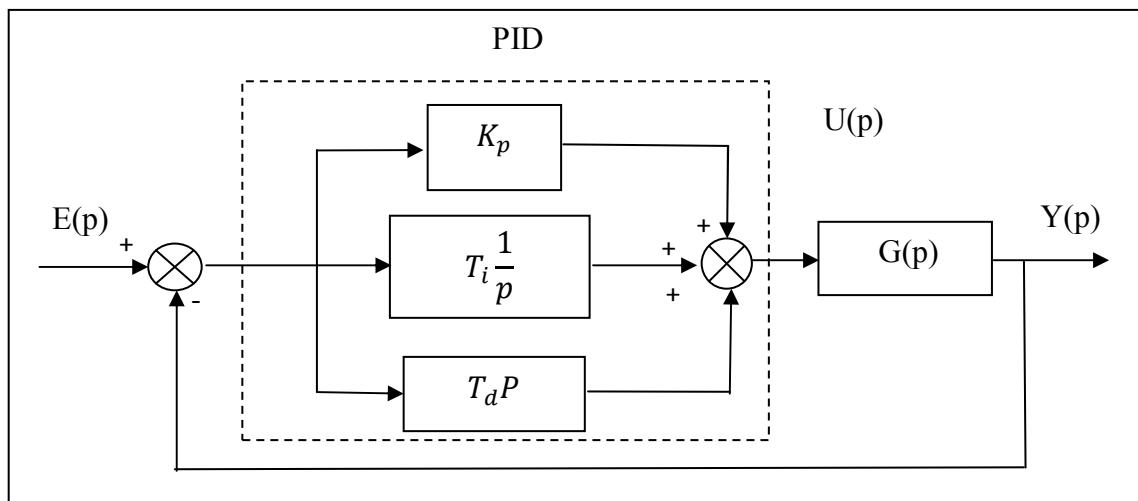 PID
K_p
U(p)
E(p)
Y(p)
+
+
+
T_i 1/p
+
G(p)
+
-
T_d P